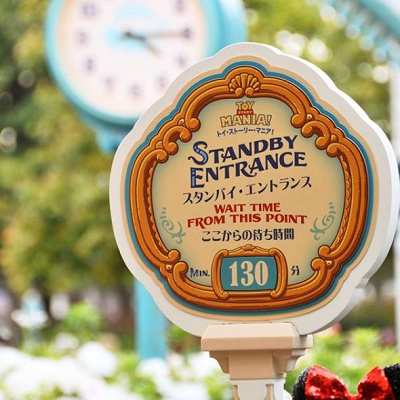 TOY
STORY
MANIA!
トイ・ストーリー・マニア!
STANDBY
ENTRANCE
スタンバイ・エントランス
WAIT TIME
FROM THIS POINT
ここからの待ち時間
MIN. 130 分